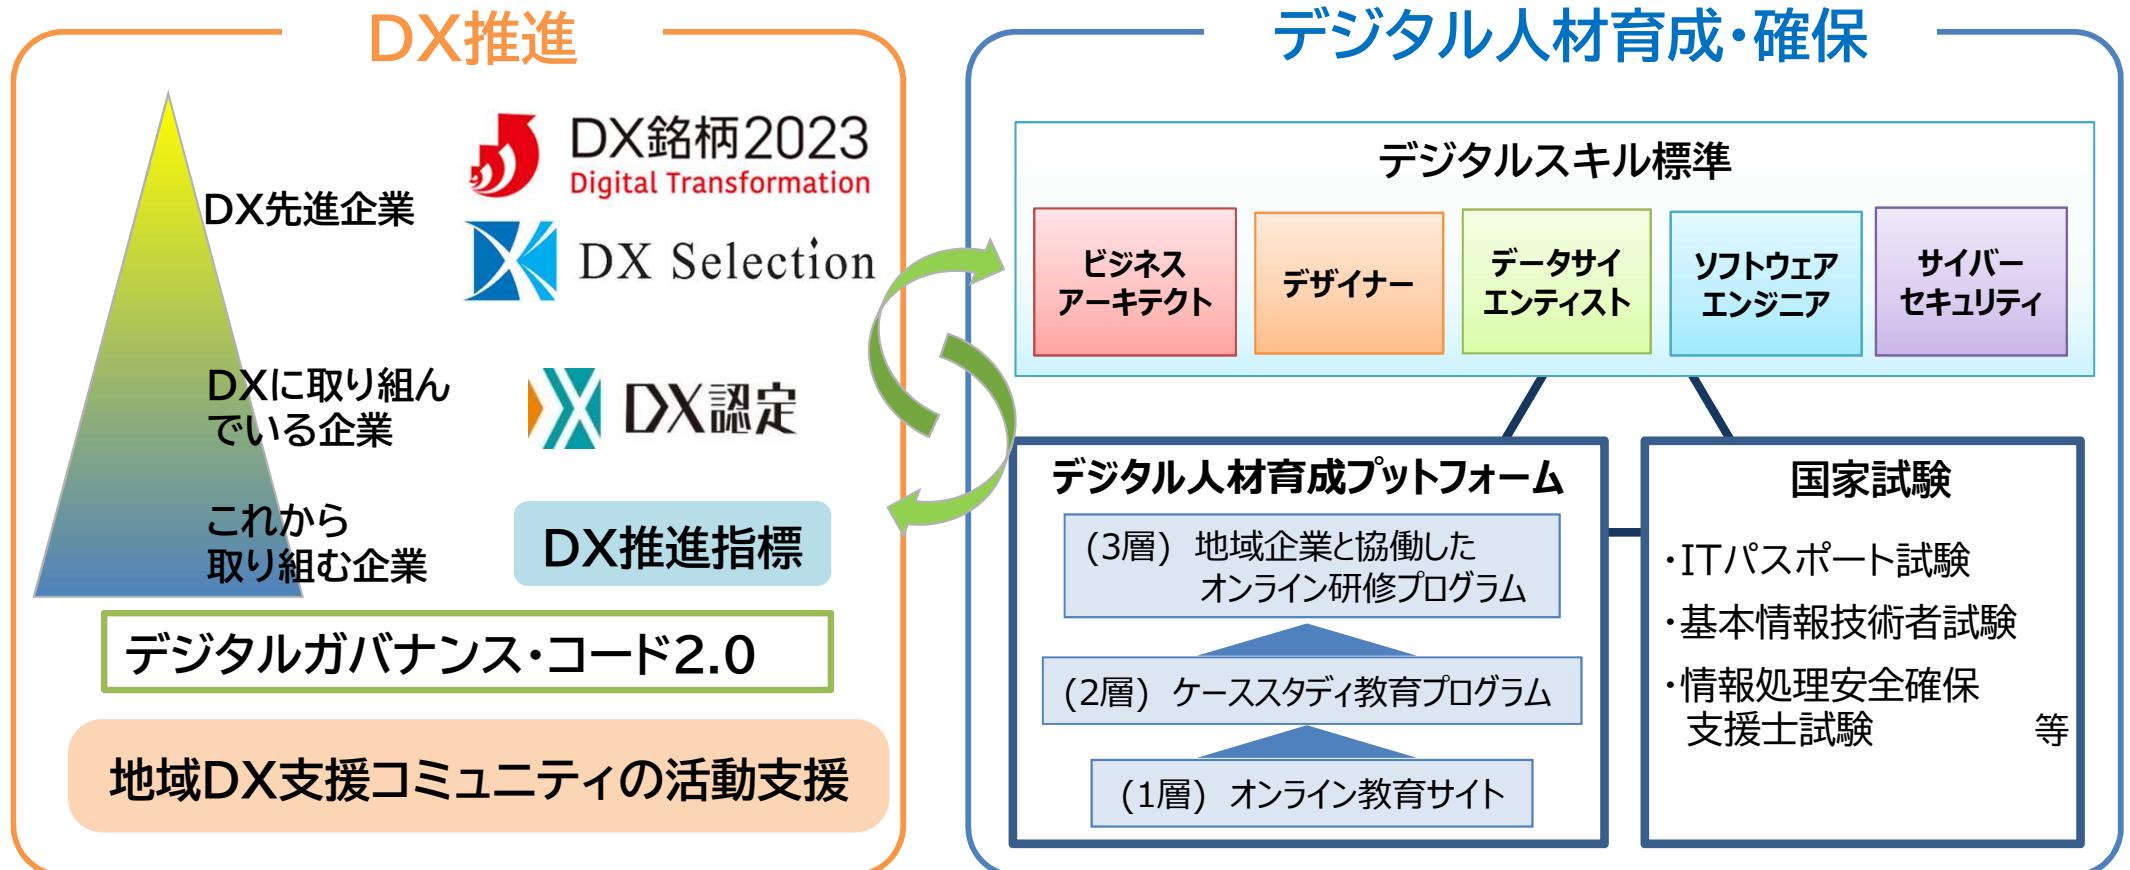 DX推進
DX銘柄2023
Digital Transformation
DX先進企業
DX Selection
DXに取り組ん
でいる企業
DX認定
これから
取り組む企業
DX推進指標
デジタルガバナンス・コード2.0
地域DX支援コミュニティの活動支援
デジタル人材育成・確保
デジタルスキル標準
ビジネス
アーキテクト
デザイナー
データサイ
エンティスト
ソフトウェア
エンジニア
サイバー
セキュリティ
デジタル人材育成プットフォーム
(3層) 地域企業と協働した
オンライン研修プログラム
(2層) ケーススタディ教育プログラム
(1層) オンライン教育サイト
国家試験
・ITパスポート試験
・基本情報技術者試験
・情報処理安全確保
支援士試験 等